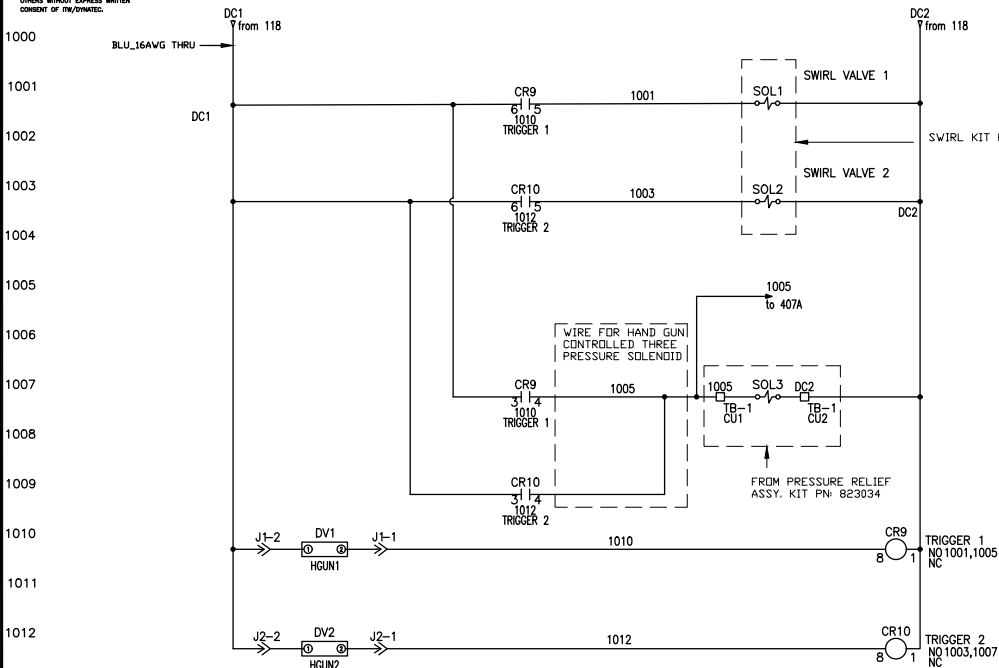 OTHERS WITHOUT EXPRESS WRITTEN
CONSENT OF ITW/DYNATEC.
DC1
from 118
DC2
from 118
1000
BLU_16AWG THRU
1001
DC1
CR9
6 5
1010
TRIGGER 1
1001
SOL1
SWIRL VALVE 1
1002
SWIRL KIT
1003
CR10
6 5
1012
TRIGGER 2
1003
SOL2
SWIRL VALVE 2
DC2
1004
1005
1005
to 407A
1006
WIRE FOR HAND GUN
CONTROLLED THREE
PRESSURE SOLENOID
1007
CR9
3 4
1010
TRIGGER 1
1005
1005
SOL3
DC2
TB-1
CU1
TB-1
CU2
1008
1009
CR10
3 4
1012
TRIGGER 2
FROM PRESSURE RELIEF
ASSY. KIT PN: 823034
1010
J1-2
DV1
1 2
HGUN1
J1-1
1010
CR9
8 1
TRIGGER 1
NO 1001,1005
NC
1011
1012
J2-2
DV2
1 2
HGUN2
J2-1
1012
CR10
8 1
TRIGGER 2
NO 1003,1007
NC